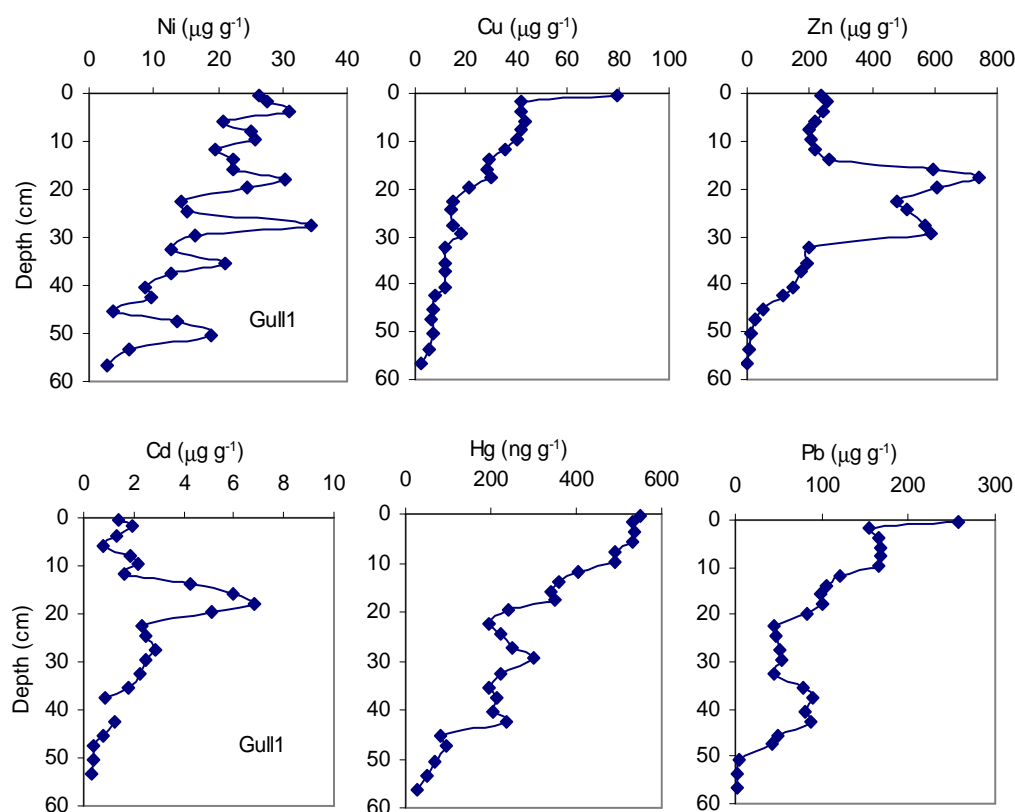 Ni (μg g-1) Cu (μg g-1) Zn (μg g-1)
0 10 20 30 40 0 20 40 60 80 100 0 200 400 600 800
0 0 0
10 10 10
20 20 20
30 30 30
40 40 40
50 50 50
60 60 60
Depth (cm)
Gull1
Cd (μg g-1) Hg (ng g-1) Pb (μg g-1)
0 2 4 6 8 10 0 200 400 600 0 100 200 300
0 0 0
10 10 10
20 20 20
30 30 30
40 40 40
50 50 50
60 60 60
Depth (cm)
Gull1